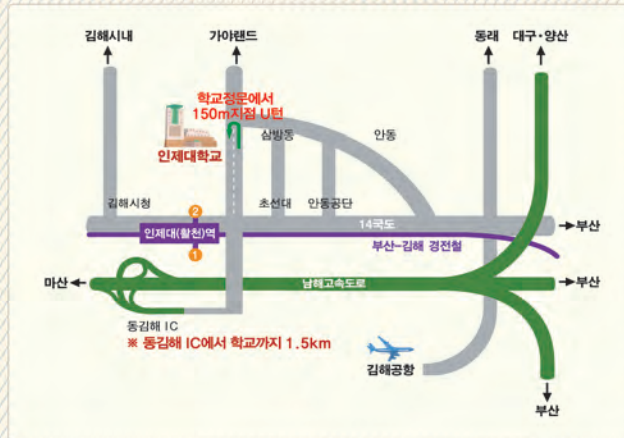 김해시내
가야랜드
동래
대구·양산
학교정문에서
150m지점 U턴
인제대학교
삼방동
안동
김해시청
초선대
안동공단
2
14국도
부산
인제대(활천)역
부산-김해 경전철
1
마산
남해고속도로
부산
동김해 IC
※ 동김해 IC에서 학교까지 1.5km
김해공항
부산